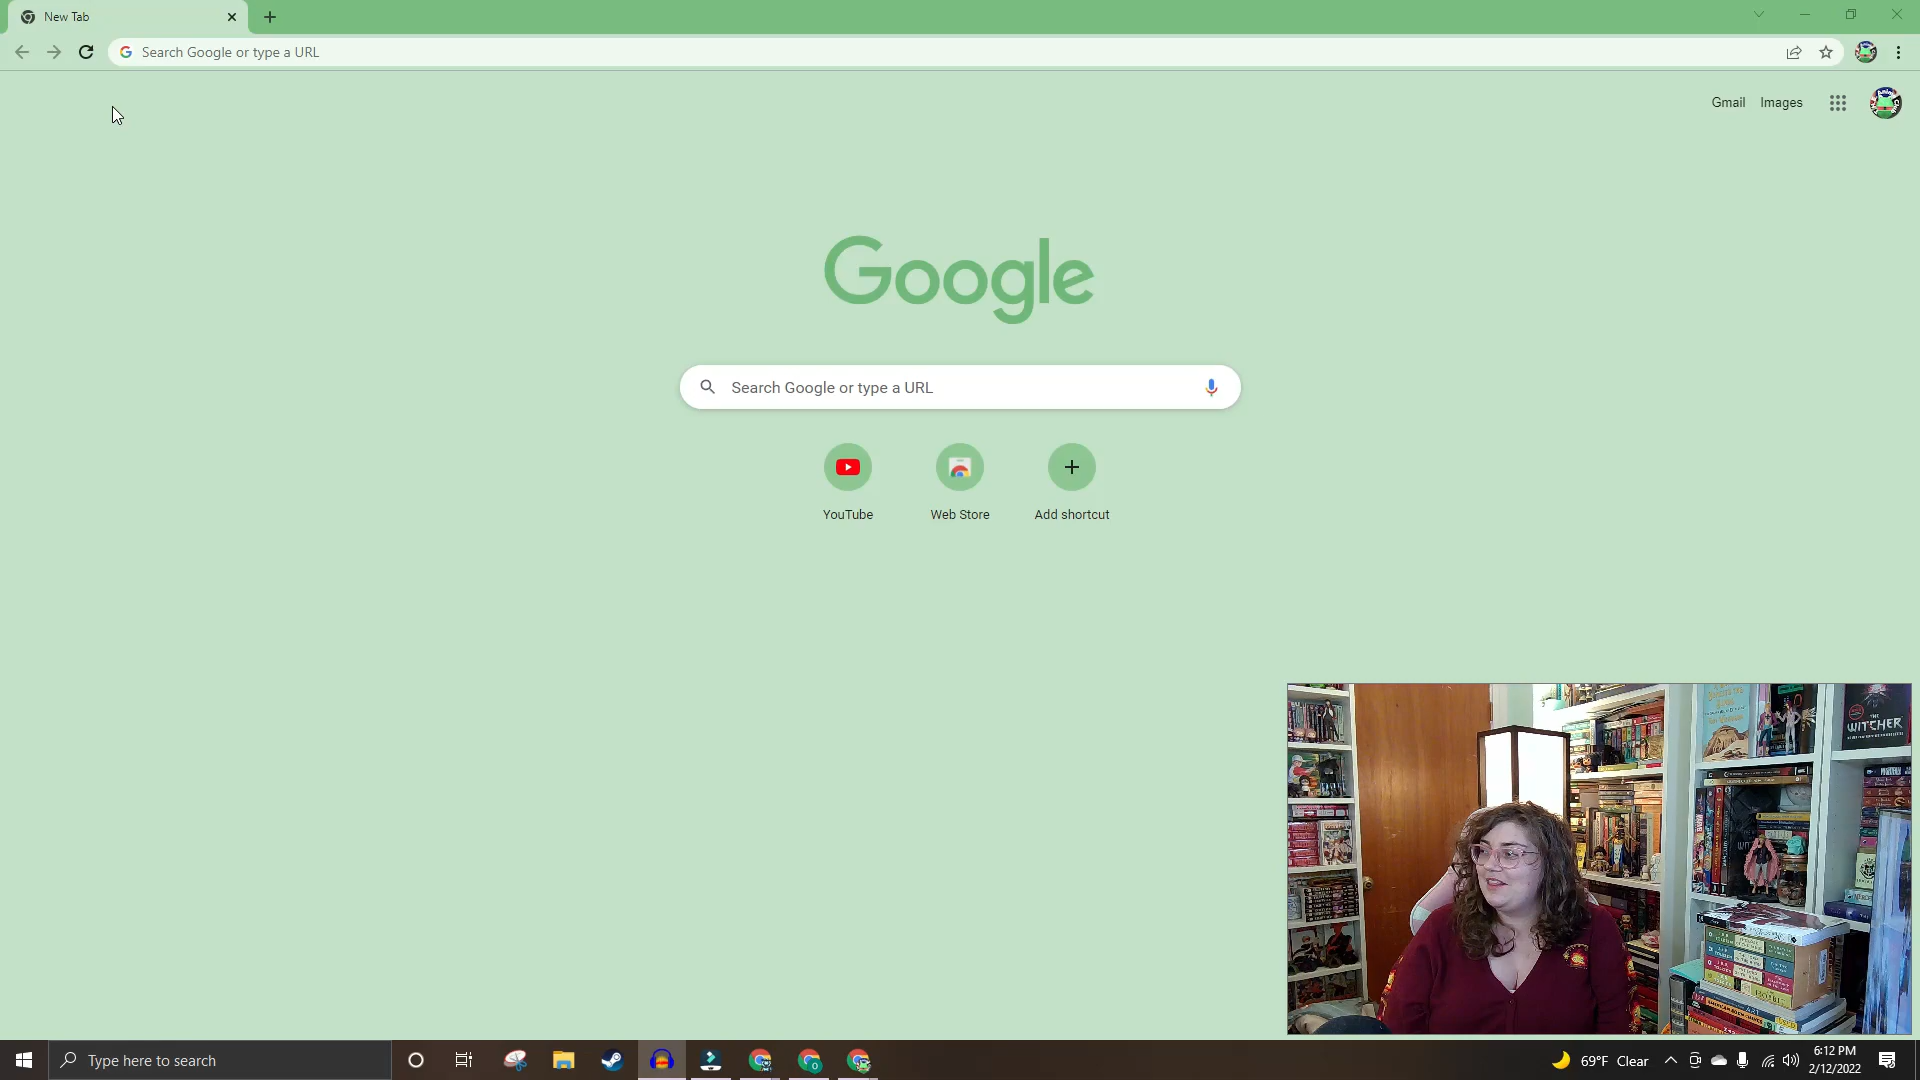 New Tab
Search Google or type a URL
Gmail Images
Google
Search Google or type a URL
YouTube
Web Store
Add shortcut
THE WITCHER
Type here to search
69°F Clear
6:12 PM
2/12/2022